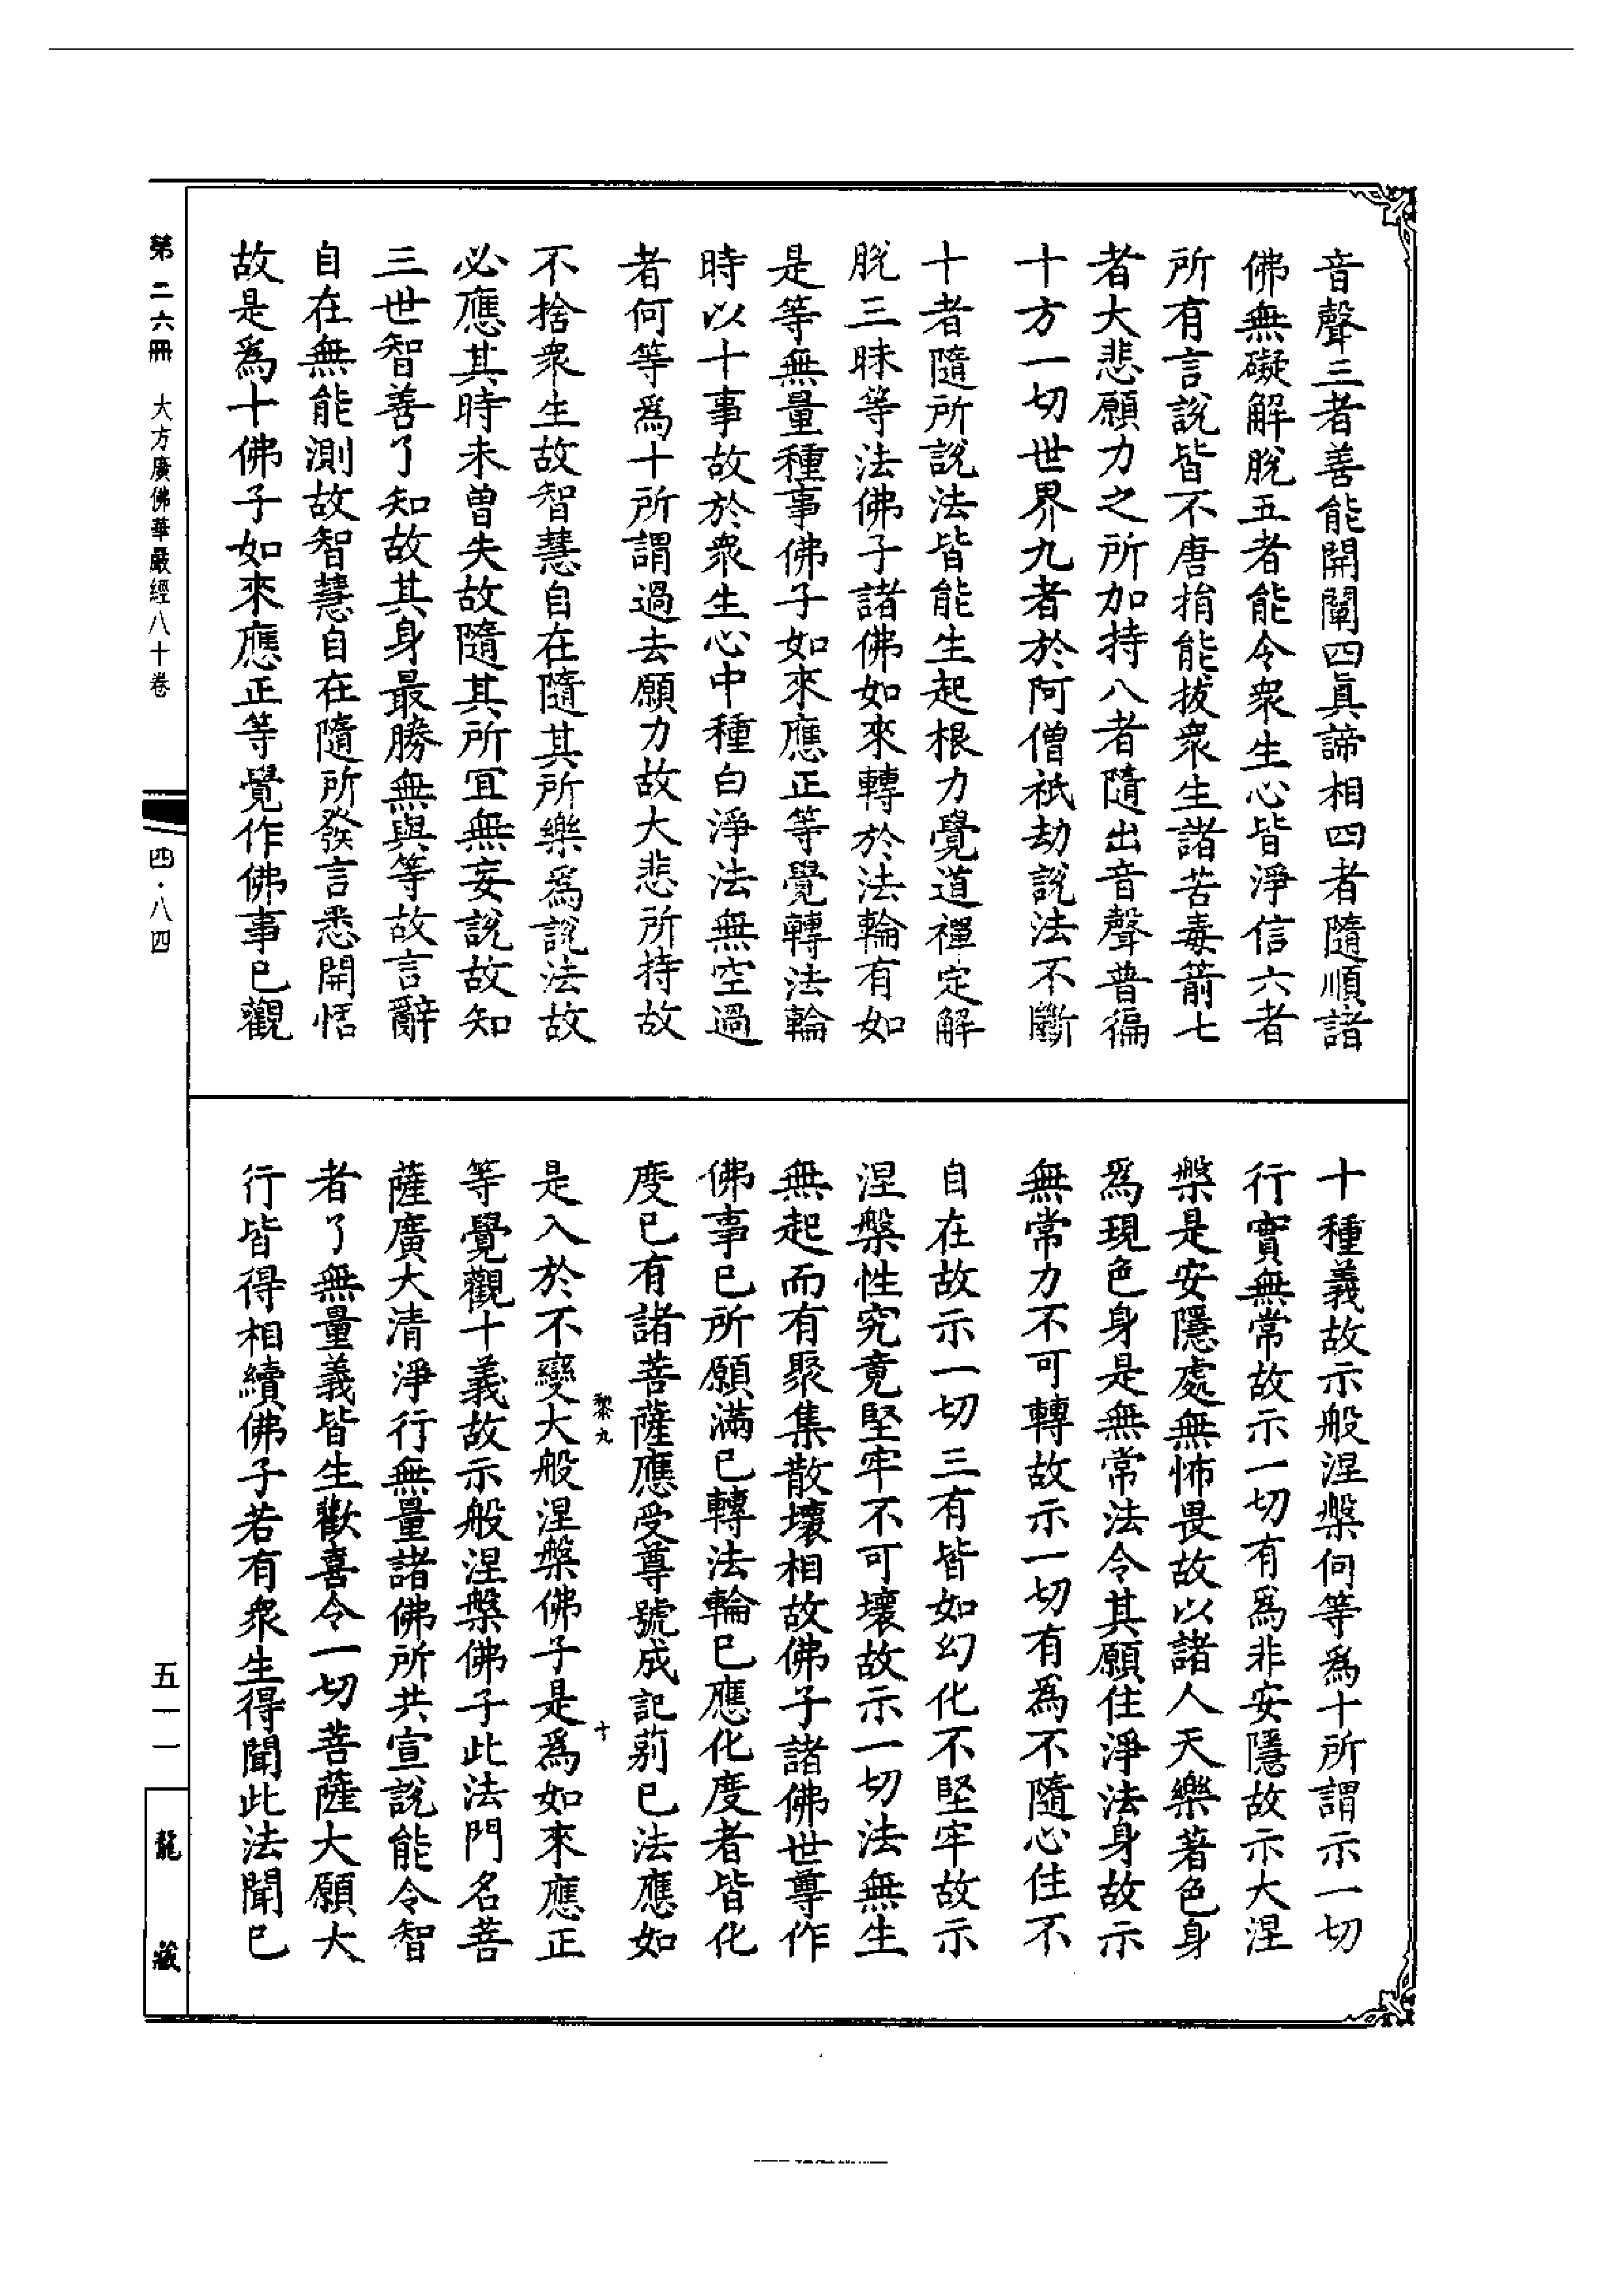 音聲三者善能開闡四眞諦相四者隨順諸
佛無礙解脫五者能令衆生心皆淨信六者
所有言說皆不唐捐能拔衆生諸苦毒箭七
者大悲願力之所加持八者隨出音聲普徧
十方一切世界九者於阿僧祇劫說法不斷
十者隨所說法皆能生起根力覺道禪定解
脫三昧等法佛子諸佛如來轉於法輪有如
是等無量種事佛子如來應正等覺轉法輪
時以十事故於衆生心中種白淨法無空過
者何等爲十所謂過去願力故大悲所持故
不捨衆生故智慧自在隨其所樂爲說法故
必應其時未曾失故隨其所宜無妄說故知
三世智善了知故其身最勝無與等故言辭
自在無能測故智慧自在隨所發言悉開悟
故是爲十佛子如來應正等覺作佛事已觀
十種義故示般涅槃何等爲十所謂示一切
行實無常故示一切有爲非安隱故示大涅
槃是安隱處無怖畏故以諸人天樂著色身
爲現色身是無常法令其願住淨法身故示
無常力不可轉故示一切有爲不隨心住不
自在故示一切三有皆如幻化不堅牢故示
涅槃性究竟堅牢不可壞故示一切法無生
無起而有聚集散壞相故佛子諸佛世尊作
佛事已所願滿已轉法輪已應化度者皆化
度已有諸菩薩應受尊號成記莂已法應如
黎九
十
是入於不變大般涅槃佛子是爲如來應正
等覺觀十義故示般涅槃佛子此法門名菩
薩廣大清淨行無量諸佛所共宣說能令智
者了無量義皆生歡喜令一切菩薩大願大
行皆得相續佛子若有衆生得聞此法聞已
第二六冊 大方廣佛華嚴經八十卷
四·八四
五一一
龍藏